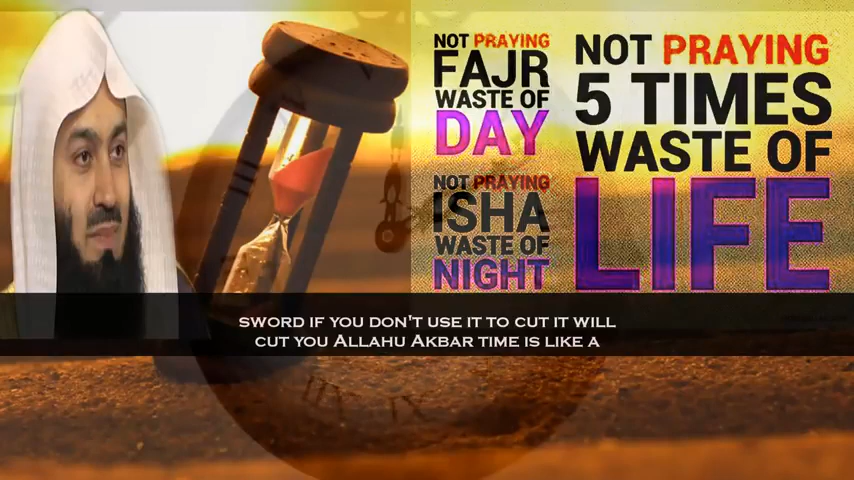 NOT PRAYING
FAJR
WASTE OF
DAY
NOT PRAYING
ISHA
WASTE OF
NIGHT
NOT PRAYING
5 TIMES
WASTE OF
LIFE
SWORD IF YOU DON'T USE IT TO CUT IT WILL
CUT YOU ALLAHU AKBAR TIME IS LIKE A